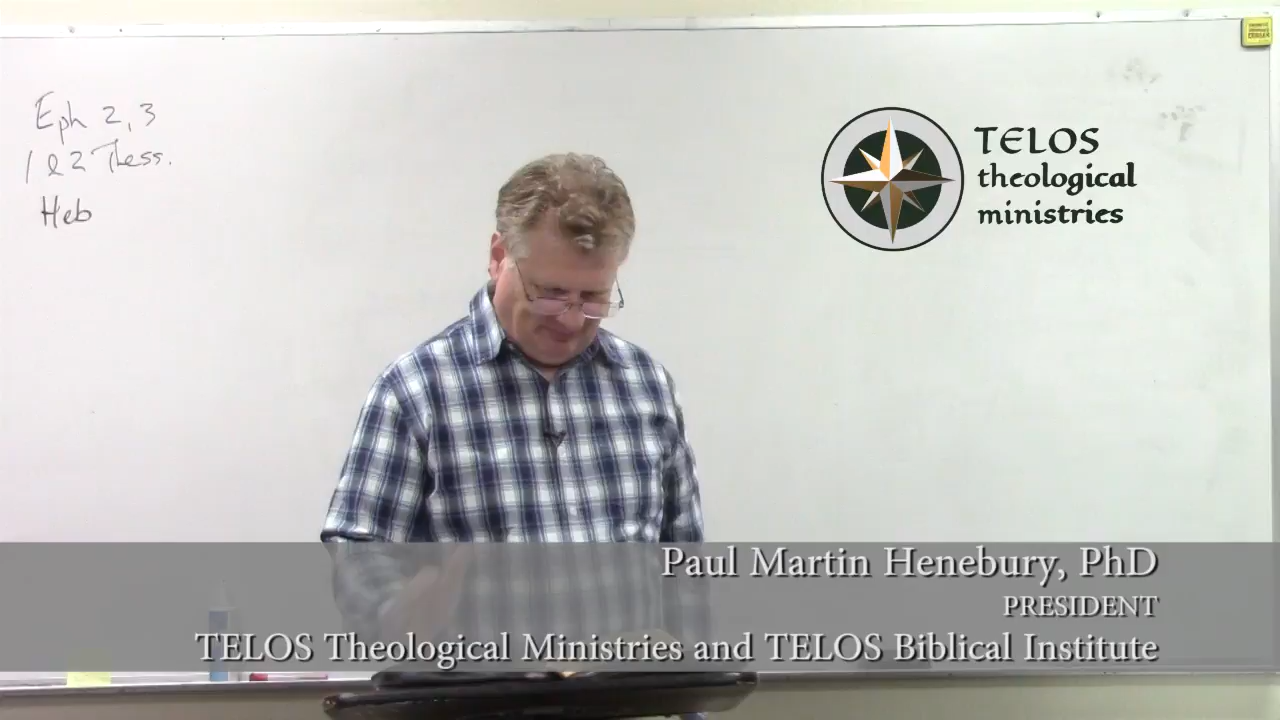 Eph 2, 3
1 & 2 Thess.
Heb
TELOS
theological
ministries
Paul Martin Henebury, PhD
PRESIDENT
TELOS Theological Ministries and TELOS Biblical Institute